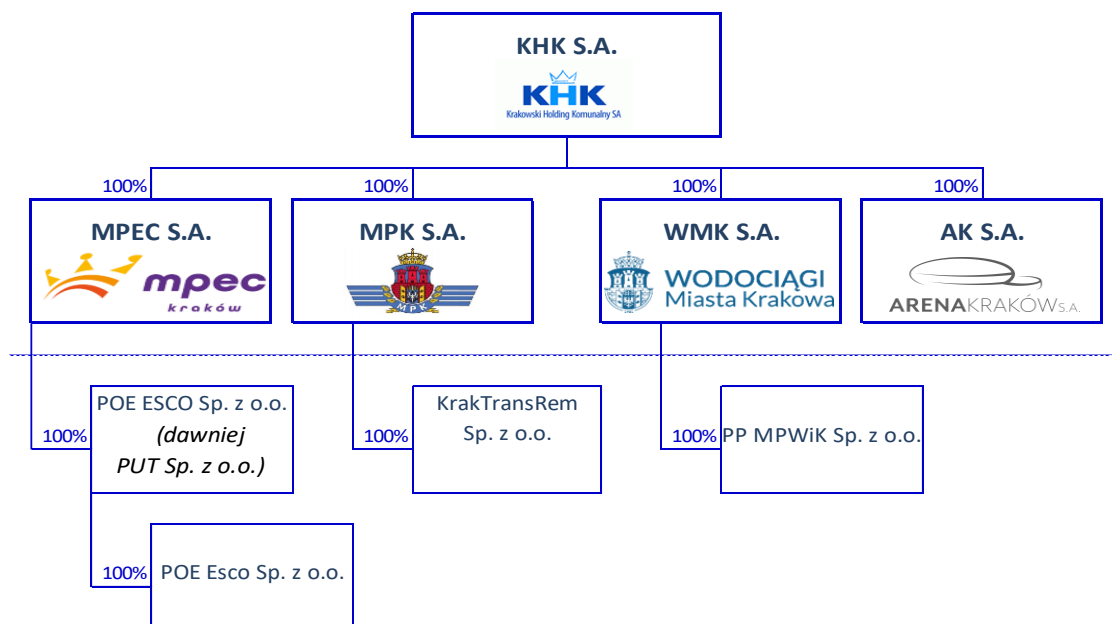 KHK S.A.
KHK
Krakowski Holding Komunalny SA
100%
100%
100%
100%
MPEC S.A.
mpec
kraków
MPK S.A.
MPK
WMK S.A.
WODOCIĄGI
Miasta Krakowa
AK S.A.
ARENAKRAKÓWS.A.
100%
POE ESCO Sp. z o.o.
(dawniej
PUT Sp. z o.o.)
100%
KrakTransRem
Sp. z o.o.
100%
PP MPWiK Sp. z o.o.
100%
POE Esco Sp. z o.o.